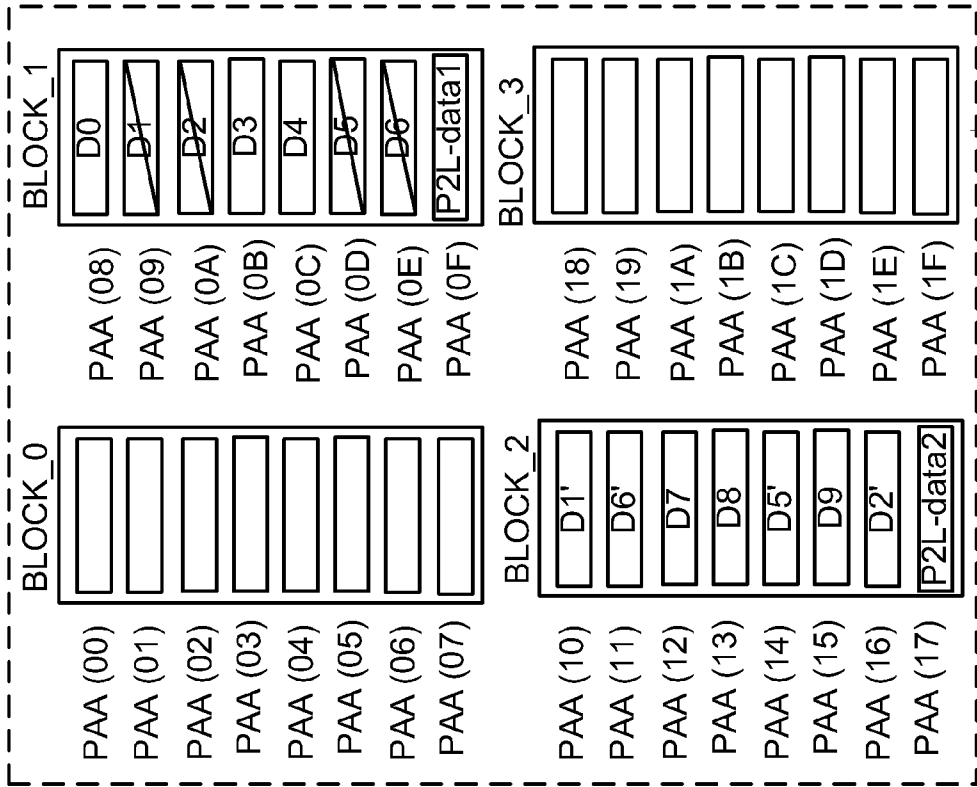 BLOCK_0
PAA (00)
PAA (01)
PAA (02)
PAA (03)
PAA (04)
PAA (05)
PAA (06)
PAA (07)
BLOCK_1
PAA (08) D0
PAA (09) D1
PAA (0A) D2
PAA (0B) D3
PAA (0C) D4
PAA (0D) D5
PAA (0E) D6
PAA (0F) P2L-data1
BLOCK_2
PAA (10) D1'
PAA (11) D6'
PAA (12) D7
PAA (13) D8
PAA (14) D5'
PAA (15) D9
PAA (16) D2'
PAA (17) P2L-data2
BLOCK_3
PAA (18)
PAA (19)
PAA (1A)
PAA (1B)
PAA (1C)
PAA (1D)
PAA (1E)
PAA (1F)